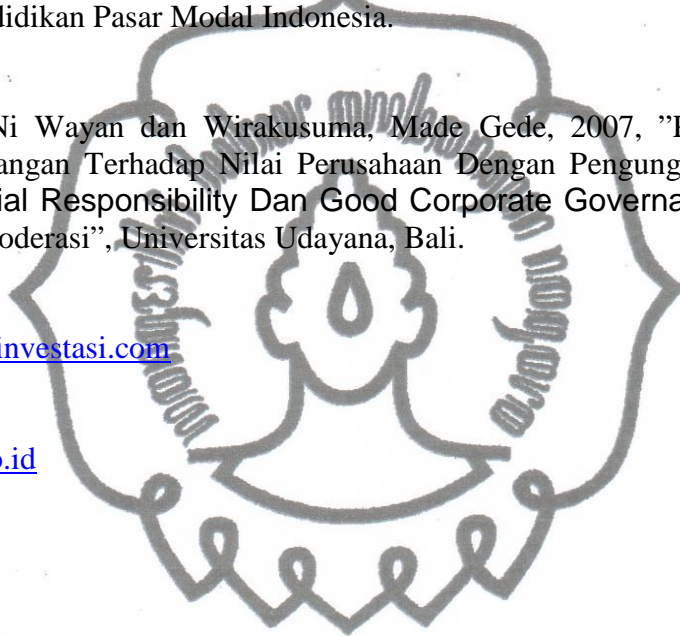 didikan Pasar Modal Indonesia.
Ni Wayan dan Wirakusuma, Made Gede, 2007, ”P
angan Terhadap Nilai Perusahaan Dengan Pengung
ial Responsibility Dan Good Corporate Governa
oderasi”, Universitas Udayana, Bali.
investasi.com
o.id